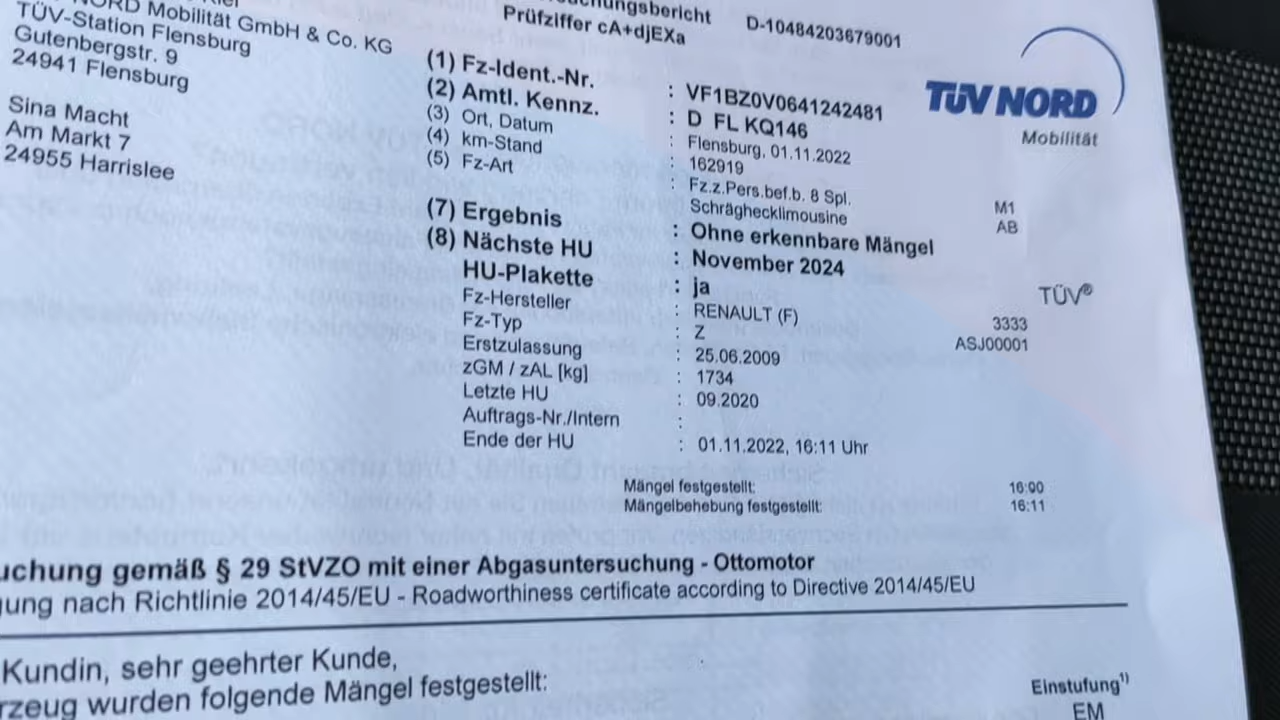 NORD Mobilität GmbH & Co. KG
TÜV-Station Flensburg
Gutenbergstr. 9
24941 Flensburg
Sina Macht
Am Markt 7
24955 Harrislee
D-10484203679001
Prüfziffer cA+djEXa
(1) Fz-Ident.-Nr. : VF1BZ0V0641242481
(2) Amtl. Kennz. : D FL KQ146
(3) Ort, Datum : Flensburg, 01.11.2022
(4) km-Stand : 162919
(5) Fz-Art : Fz.z.Pers.bef.b. 8 Spl. M1
Schräghecklimousine AB
(7) Ergebnis : Ohne erkennbare Mängel
(8) Nächste HU : November 2024
HU-Plakette : ja
Fz-Hersteller : RENAULT (F) 3333
Fz-Typ : Z ASJ00001
Erstzulassung : 25.06.2009
zGM / zAL [kg] : 1734
Letzte HU : 09.2020
Auftrags-Nr./Intern :
Ende der HU : 01.11.2022, 16:11 Uhr
TÜV NORD
Mobilität
TÜV®
Mängel festgestellt: 16:00
Mängelbehebung festgestellt: 16:11
uchung gemäß § 29 StVZO mit einer Abgasuntersuchung - Ottomotor
gung nach Richtlinie 2014/45/EU - Roadworthiness certificate according to Directive 2014/45/EU
Kundin, sehr geehrter Kunde,
rzeug wurden folgende Mängel festgestellt:
Einstufung¹⁾
EM